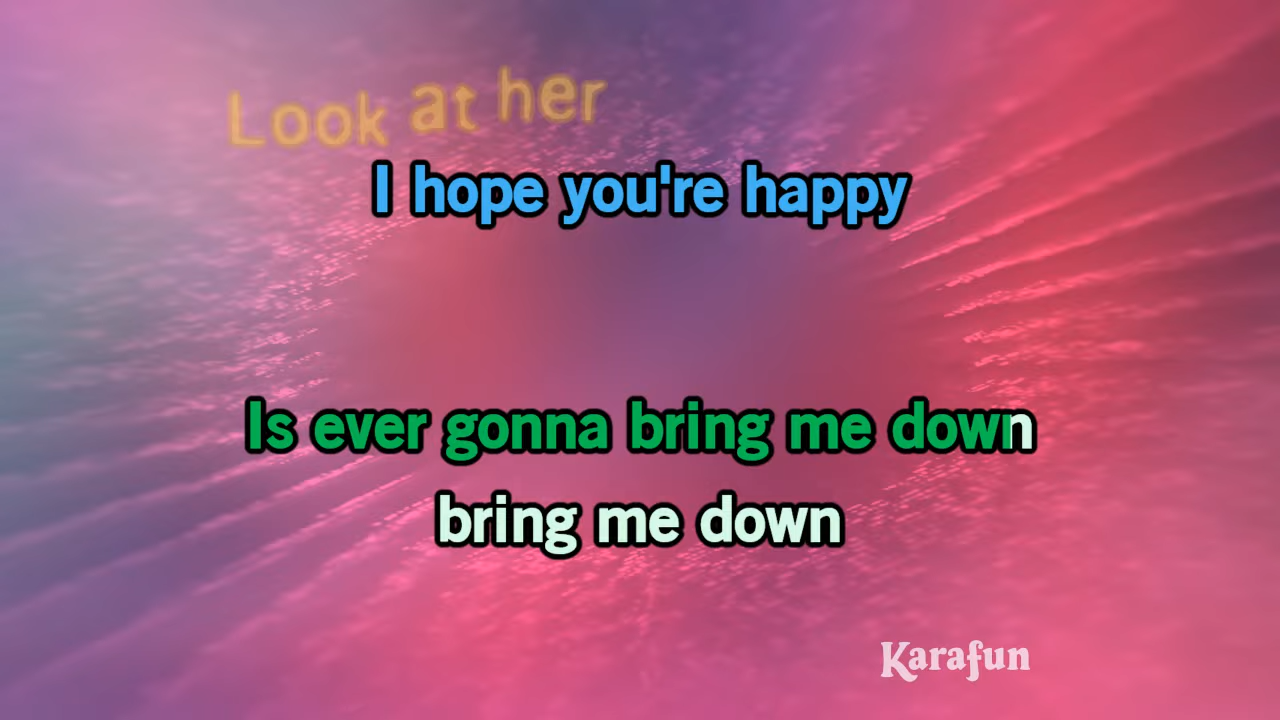 Look at her
I hope you're happy
Is ever gonna bring me down
bring me down
Karafun